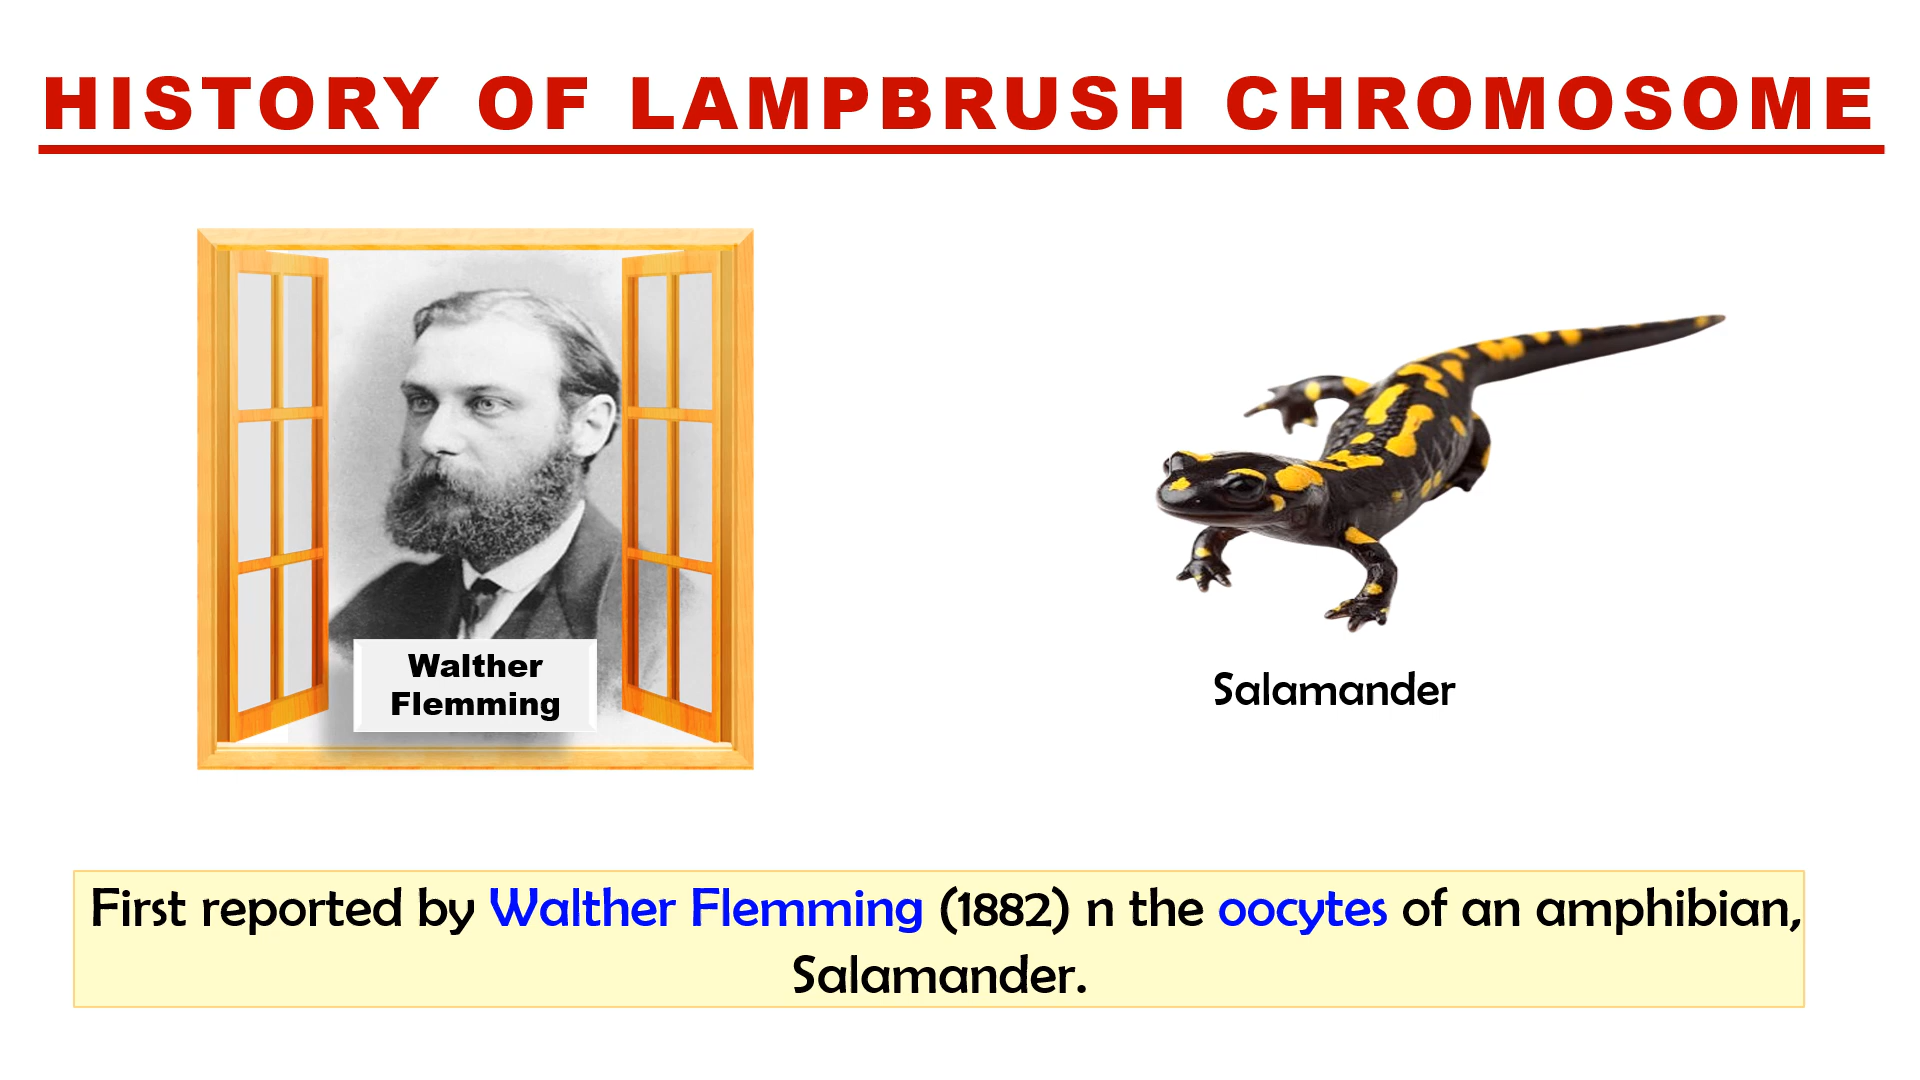 HISTORY OF LAMPBRUSH CHROMOSOME
Walther
Flemming
Salamander
First reported by Walther Flemming (1882) n the oocytes of an amphibian,
Salamander.